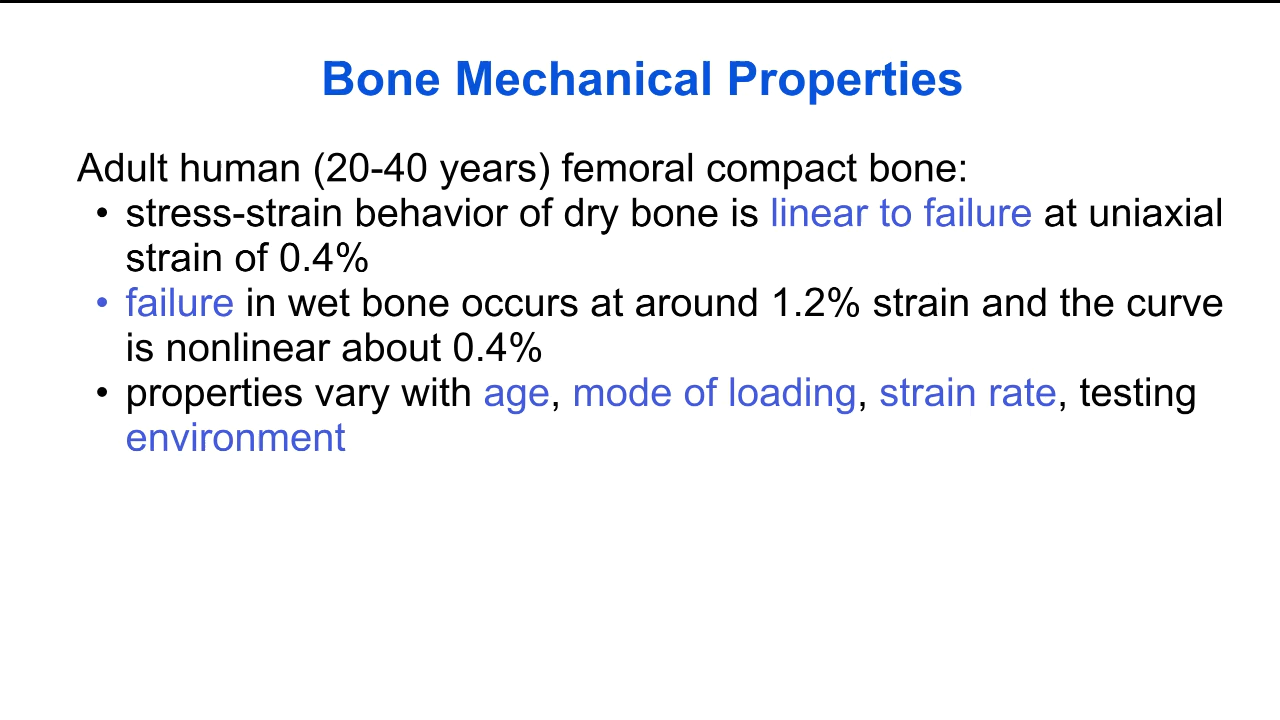 Bone Mechanical Properties
Adult human (20-40 years) femoral compact bone:
• stress-strain behavior of dry bone is linear to failure at uniaxial
strain of 0.4%
• failure in wet bone occurs at around 1.2% strain and the curve
is nonlinear about 0.4%
• properties vary with age, mode of loading, strain rate, testing
environment